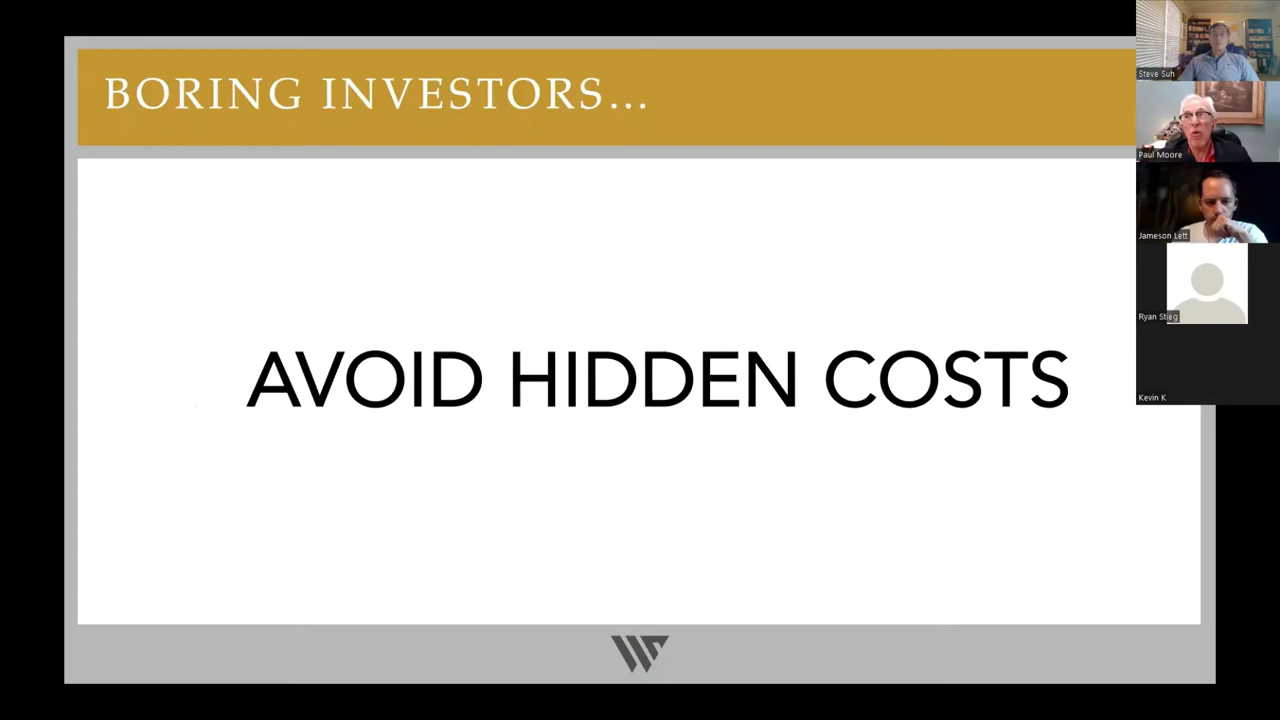 BORING INVESTORS...
AVOID HIDDEN COSTS
Steve Suh
Paul Moore
Jameson Lett
Ryan Stieg
Kevin K